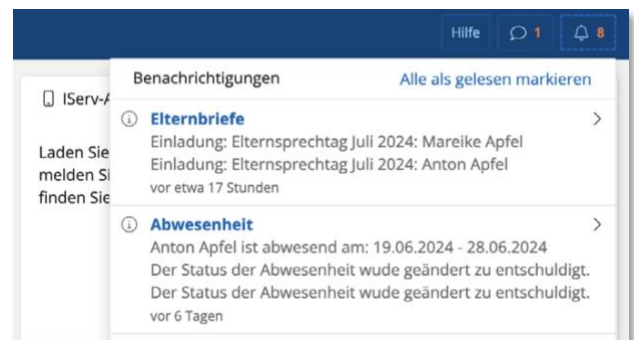 Hilfe 1 8
Benachrichtigungen Alle als gelesen markieren
IServ-A
Elternbriefe
Einladung: Elternsprechtag Juli 2024: Mareike Apfel
Einladung: Elternsprechtag Juli 2024: Anton Apfel
vor etwa 17 Stunden
Laden Sie
melden Si
finden Sie
Abwesenheit
Anton Apfel ist abwesend am: 19.06.2024 - 28.06.2024
Der Status der Abwesenheit wude geändert zu entschuldigt.
Der Status der Abwesenheit wude geändert zu entschuldigt.
vor 6 Tagen